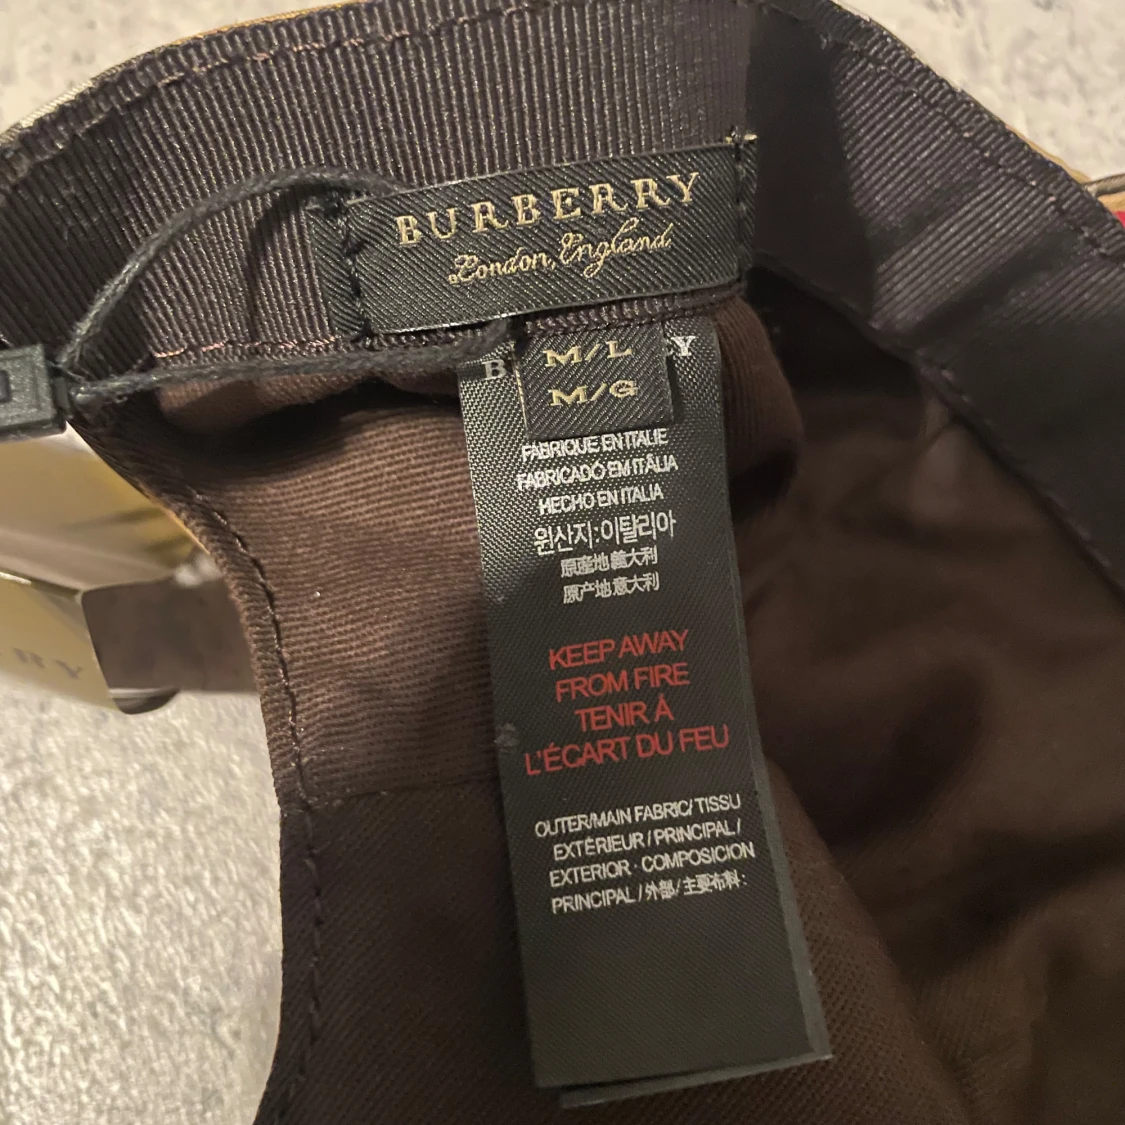 BURBERRY
London, England
B
Y
M/L
M/G
FABRIQUE EN ITALIE
FABRICADO EM ITÁLIA
HECHO EN ITALIA
원산지:이탈리아
原産地義大利
原产地意大利
KEEP AWAY
FROM FIRE
TENIR À
L'ÉCART DU FEU
OUTER/MAIN FABRIC/ TISSU
EXTÉRIEUR / PRINCIPAL /
EXTERIOR · COMPOSICION
PRINCIPAL / 外部 / 主要布料 :
RY